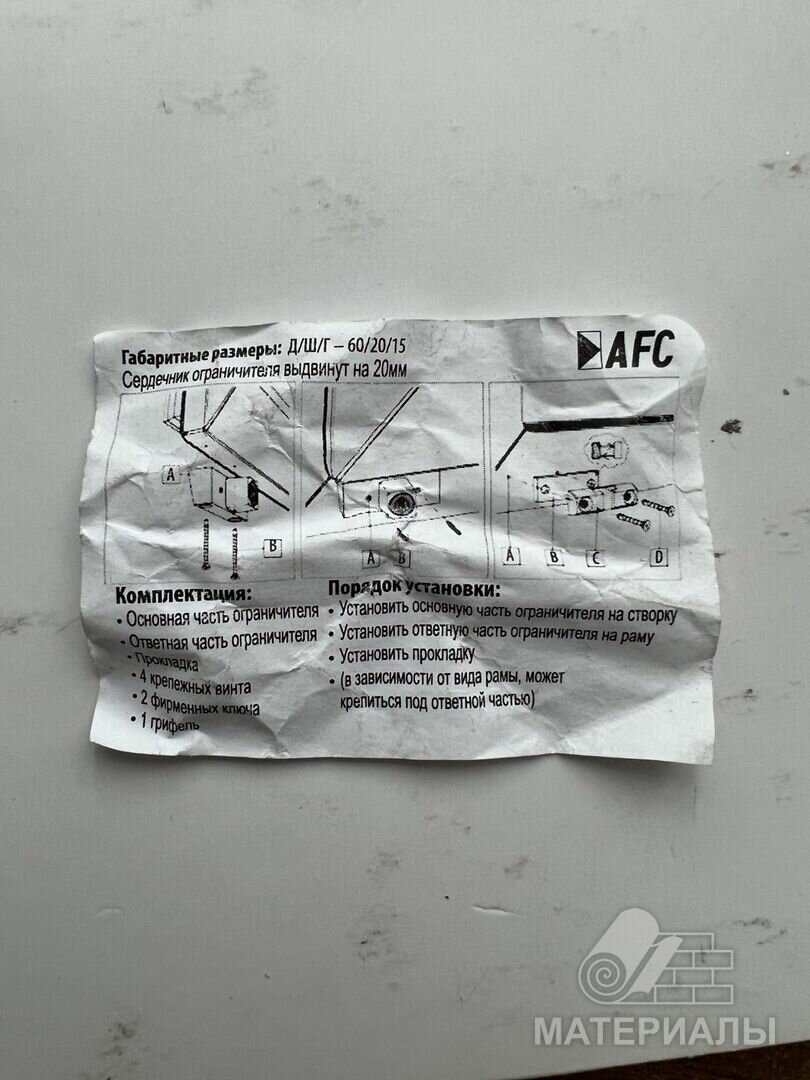 Габаритные размеры: Д/Ш/Г – 60/20/15
Сердечник ограничителя выдвинут на 20мм
AFC
A
B
A B
A B C D
Комплектация:
• Основная часть ограничителя
• Ответная часть ограничителя
• Прокладка
• 4 крепежных винта
• 2 фирменных ключа
• 1 грифель
Порядок установки:
• Установить основную часть ограничителя на створку
• Установить ответную часть ограничителя на раму
• Установить прокладку
• (в зависимости от вида рамы, может
крепиться под ответной частью)
МАТЕРИАЛЫ